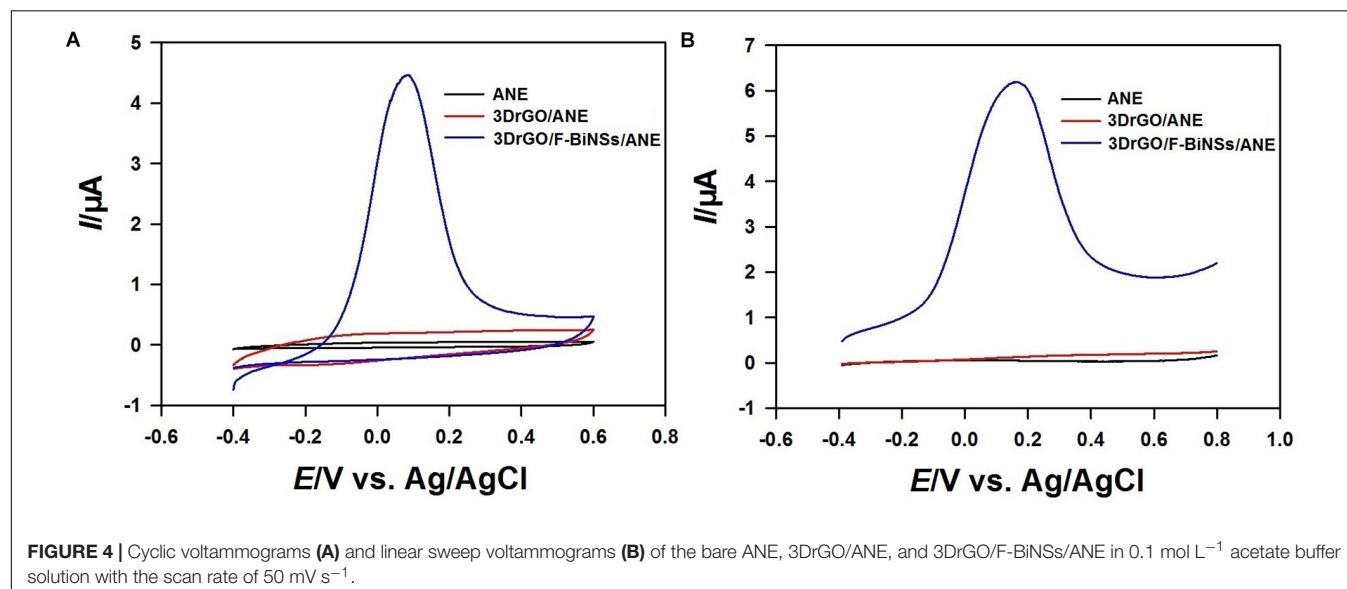 A
5
4
3
2
1
0
-1
I/µA
ANE
3DrGO/ANE
3DrGO/F-BiNSs/ANE
-0.6 -0.4 -0.2 0.0 0.2 0.4 0.6 0.8
E/V vs. Ag/AgCl
B
7
6
5
4
3
2
1
0
-1
I/µA
ANE
3DrGO/ANE
3DrGO/F-BiNSs/ANE
-0.6 -0.4 -0.2 0.0 0.2 0.4 0.6 0.8 1.0
E/V vs. Ag/AgCl
FIGURE 4 | Cyclic voltammograms (A) and linear sweep voltammograms (B) of the bare ANE, 3DrGO/ANE, and 3DrGO/F-BiNSs/ANE in 0.1 mol L⁻¹ acetate buffer
solution with the scan rate of 50 mV s⁻¹.